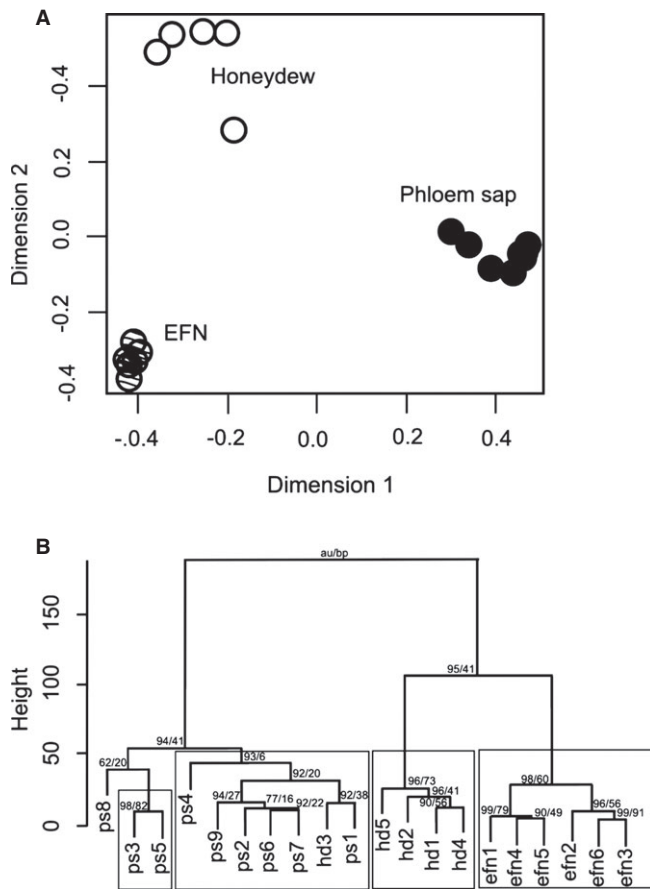 A
Honeydew
Phloem sap
EFN
Dimension 2
-0.4
0.2
0.0
-0.2
-0.4
-.0.4
-0.2
0.0
0.2
0.4
Dimension 1
B
au/bp
Height
150
100
50
0
95/41
94/41
62/20
98/82
93/6
92/20
94/27
77/16
92/22
92/38
96/73
96/41
90/56
98/60
99/79
90/49
96/56
99/91
ps8
ps3
ps5
ps4
ps9
ps2
ps6
ps7
hd3
ps1
hd5
hd2
hd1
hd4
efn1
efn4
efn5
efn2
efn6
efn3